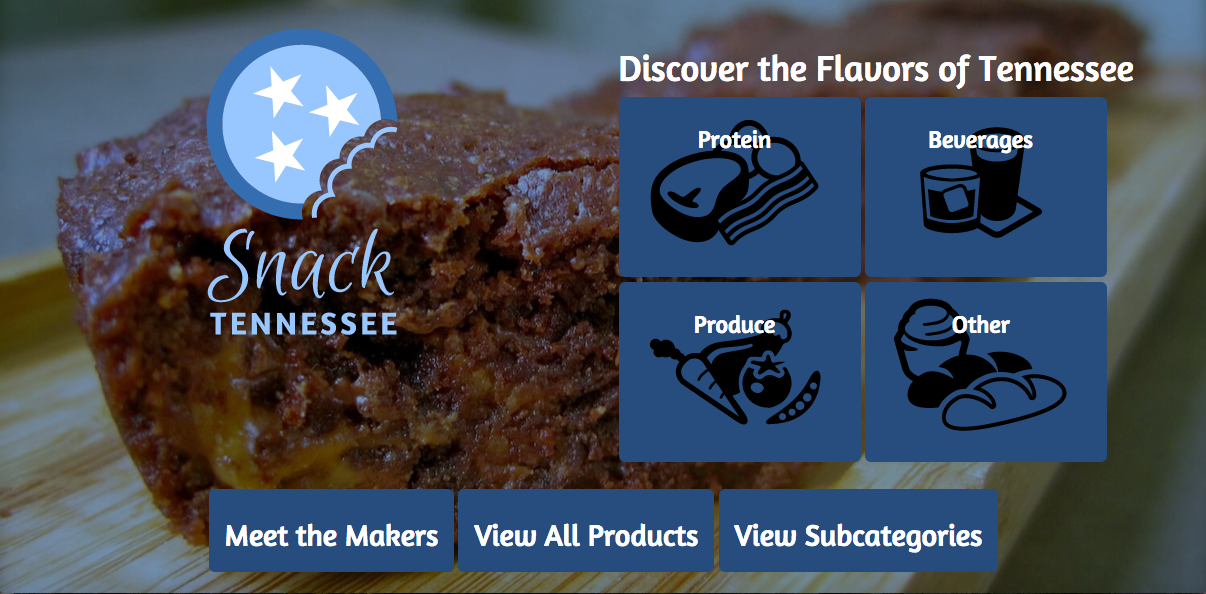 Snack
TENNESSEE
Discover the Flavors of Tennessee
Protein
Beverages
Produce
Other
Meet the Makers
View All Products
View Subcategories